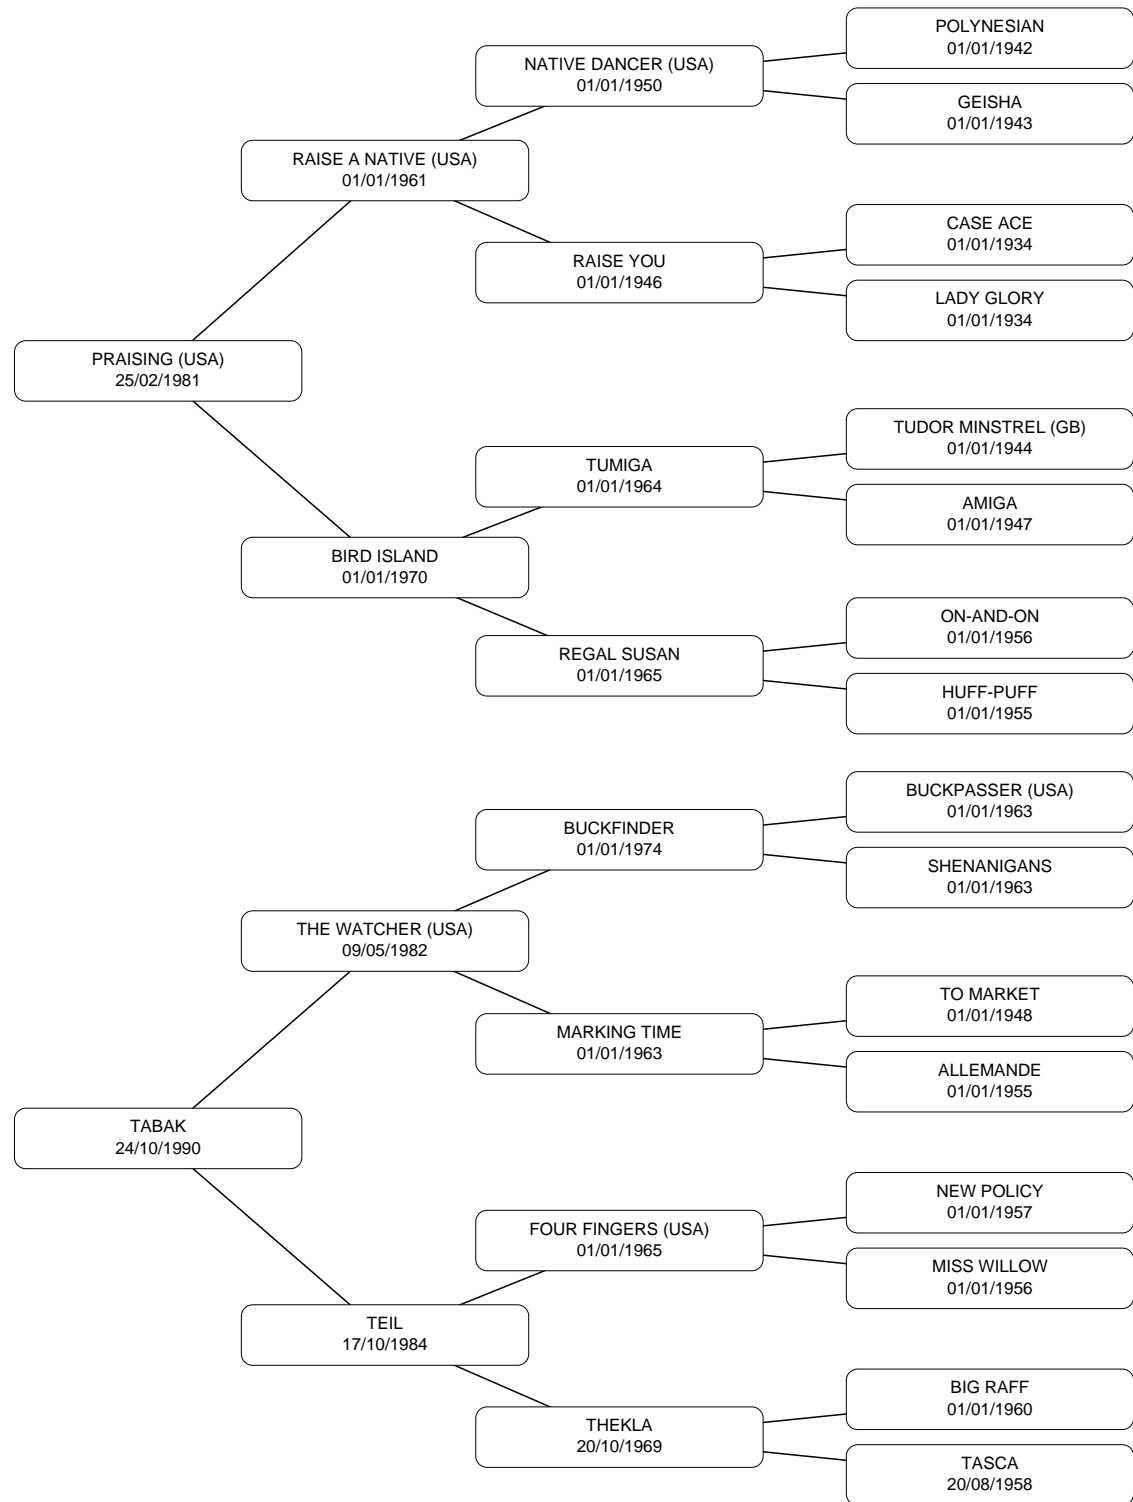 POLYNESIAN
01/01/1942
NATIVE DANCER (USA)
01/01/1950
GEISHA
01/01/1943
RAISE A NATIVE (USA)
01/01/1961
CASE ACE
01/01/1934
RAISE YOU
01/01/1946
LADY GLORY
01/01/1934
PRAISING (USA)
25/02/1981
TUDOR MINSTREL (GB)
01/01/1944
TUMIGA
01/01/1964
AMIGA
01/01/1947
BIRD ISLAND
01/01/1970
ON-AND-ON
01/01/1956
REGAL SUSAN
01/01/1965
HUFF-PUFF
01/01/1955
BUCKPASSER (USA)
01/01/1963
BUCKFINDER
01/01/1974
SHENANIGANS
01/01/1963
THE WATCHER (USA)
09/05/1982
TO MARKET
01/01/1948
MARKING TIME
01/01/1963
ALLEMANDE
01/01/1955
TABAK
24/10/1990
NEW POLICY
01/01/1957
FOUR FINGERS (USA)
01/01/1965
MISS WILLOW
01/01/1956
TEIL
17/10/1984
BIG RAFF
01/01/1960
THEKLA
20/10/1969
TASCA
20/08/1958